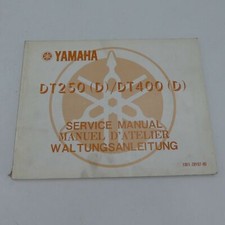 YAMAHA
DT250 (D)/DT400 (D)
SERVICE MANUAL
MANUEL D'ATELIER
WALTUNGSANLEITUNG